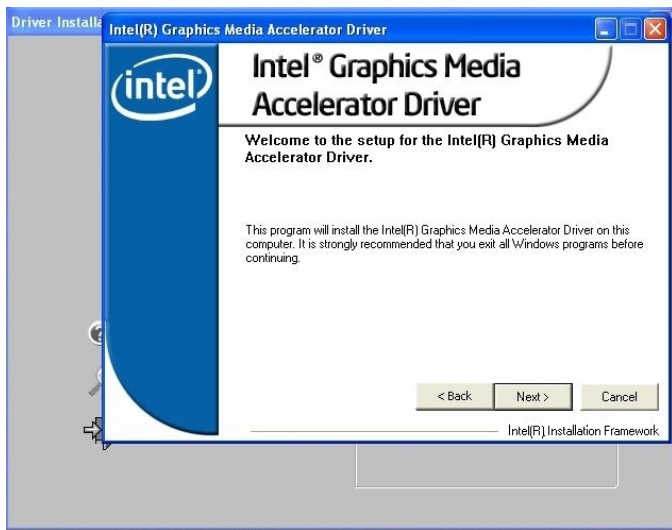 Driver Installa
Intel(R) Graphics Media Accelerator Driver
intel
Intel® Graphics Media
Accelerator Driver
Welcome to the setup for the Intel(R) Graphics Media
Accelerator Driver.
This program will install the Intel(R) Graphics Media Accelerator Driver on this
computer. It is strongly recommended that you exit all Windows programs before
continuing.
< Back Next > Cancel
Intel(R) Installation Framework